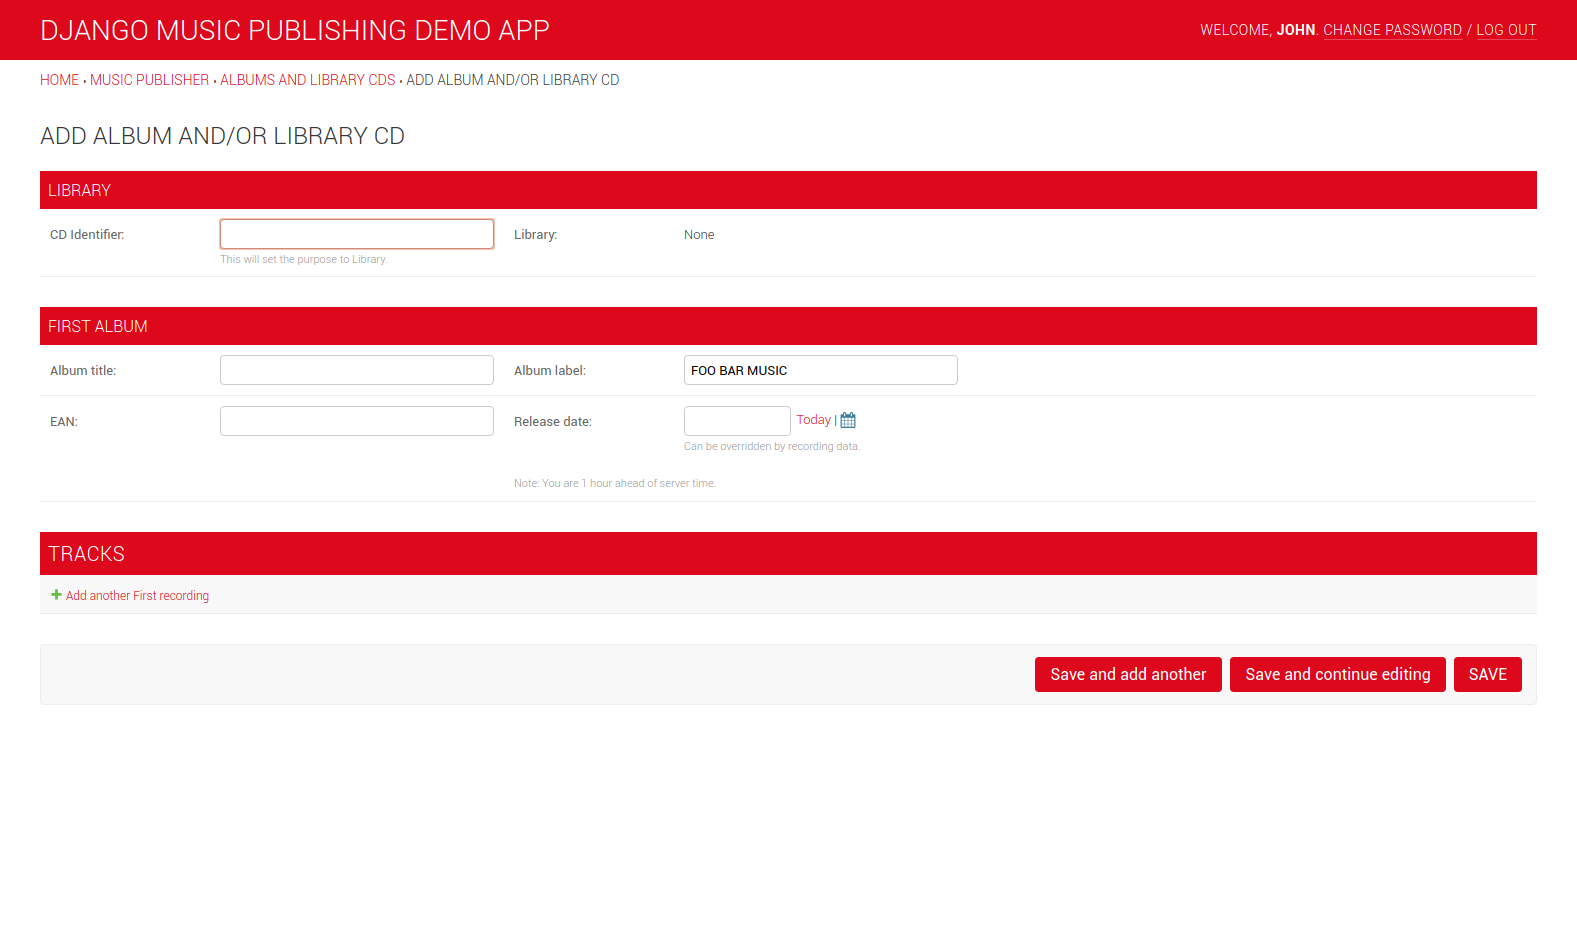 DJANGO MUSIC PUBLISHING DEMO APP
WELCOME, JOHN. CHANGE PASSWORD / LOG OUT
HOME › MUSIC PUBLISHER › ALBUMS AND LIBRARY CDS › ADD ALBUM AND/OR LIBRARY CD
ADD ALBUM AND/OR LIBRARY CD
LIBRARY
CD Identifier: Library: None
This will set the purpose to Library.
FIRST ALBUM
Album title: Album label: FOO BAR MUSIC
EAN: Release date: Today |
Can be overridden by recording data.
Note: You are 1 hour ahead of server time.
TRACKS
Add another First recording
Save and add another Save and continue editing SAVE